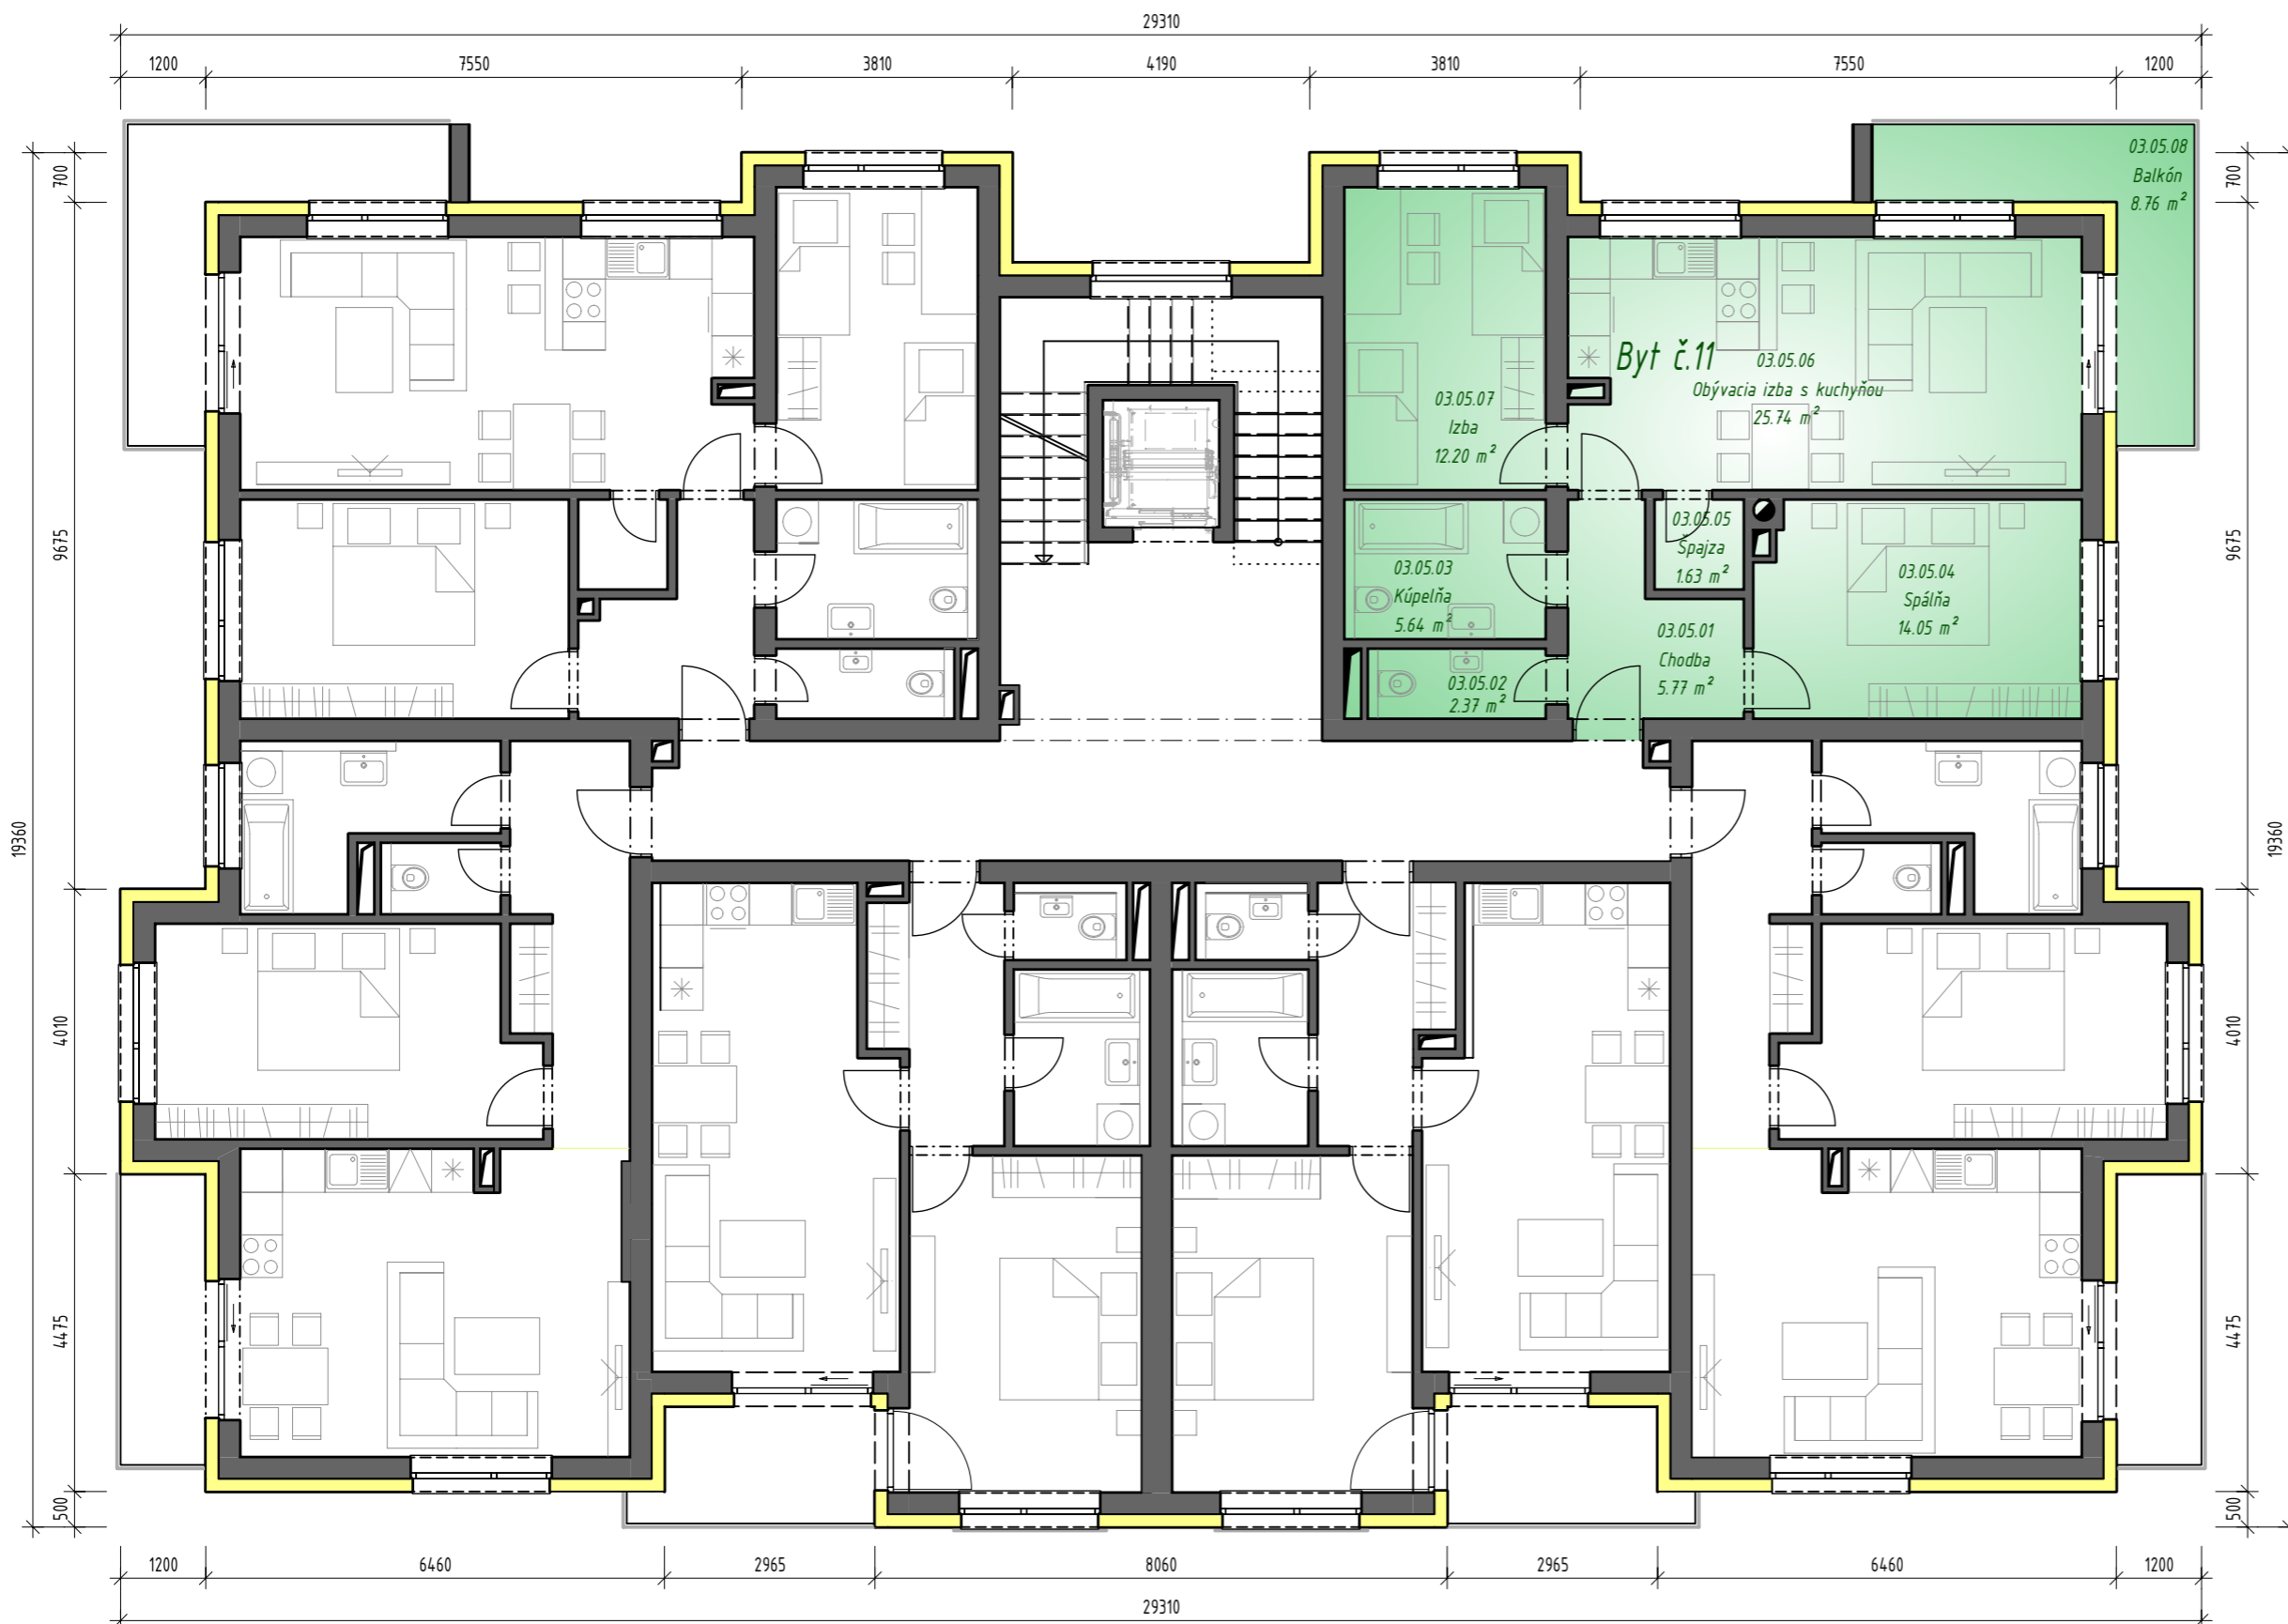 29310
1200 7550 3810 4190 3810 7550 1200
700
9675
19360
4010
4475
500
03.05.08
Balkón
8.76 m²
Byt č.11
03.05.06
Obývacia izba s kuchyňou
25.74 m²
03.05.07
Izba
12.20 m²
03.05.05
Špajza
1.63 m²
03.05.03
Kúpelňa
5.64 m²
03.05.04
Spálňa
14.05 m²
03.05.01
Chodba
5.77 m²
03.05.02
2.37 m²
700
9675
19360
4010
4475
500
1200 6460 2965 8060 2965 6460 1200
29310